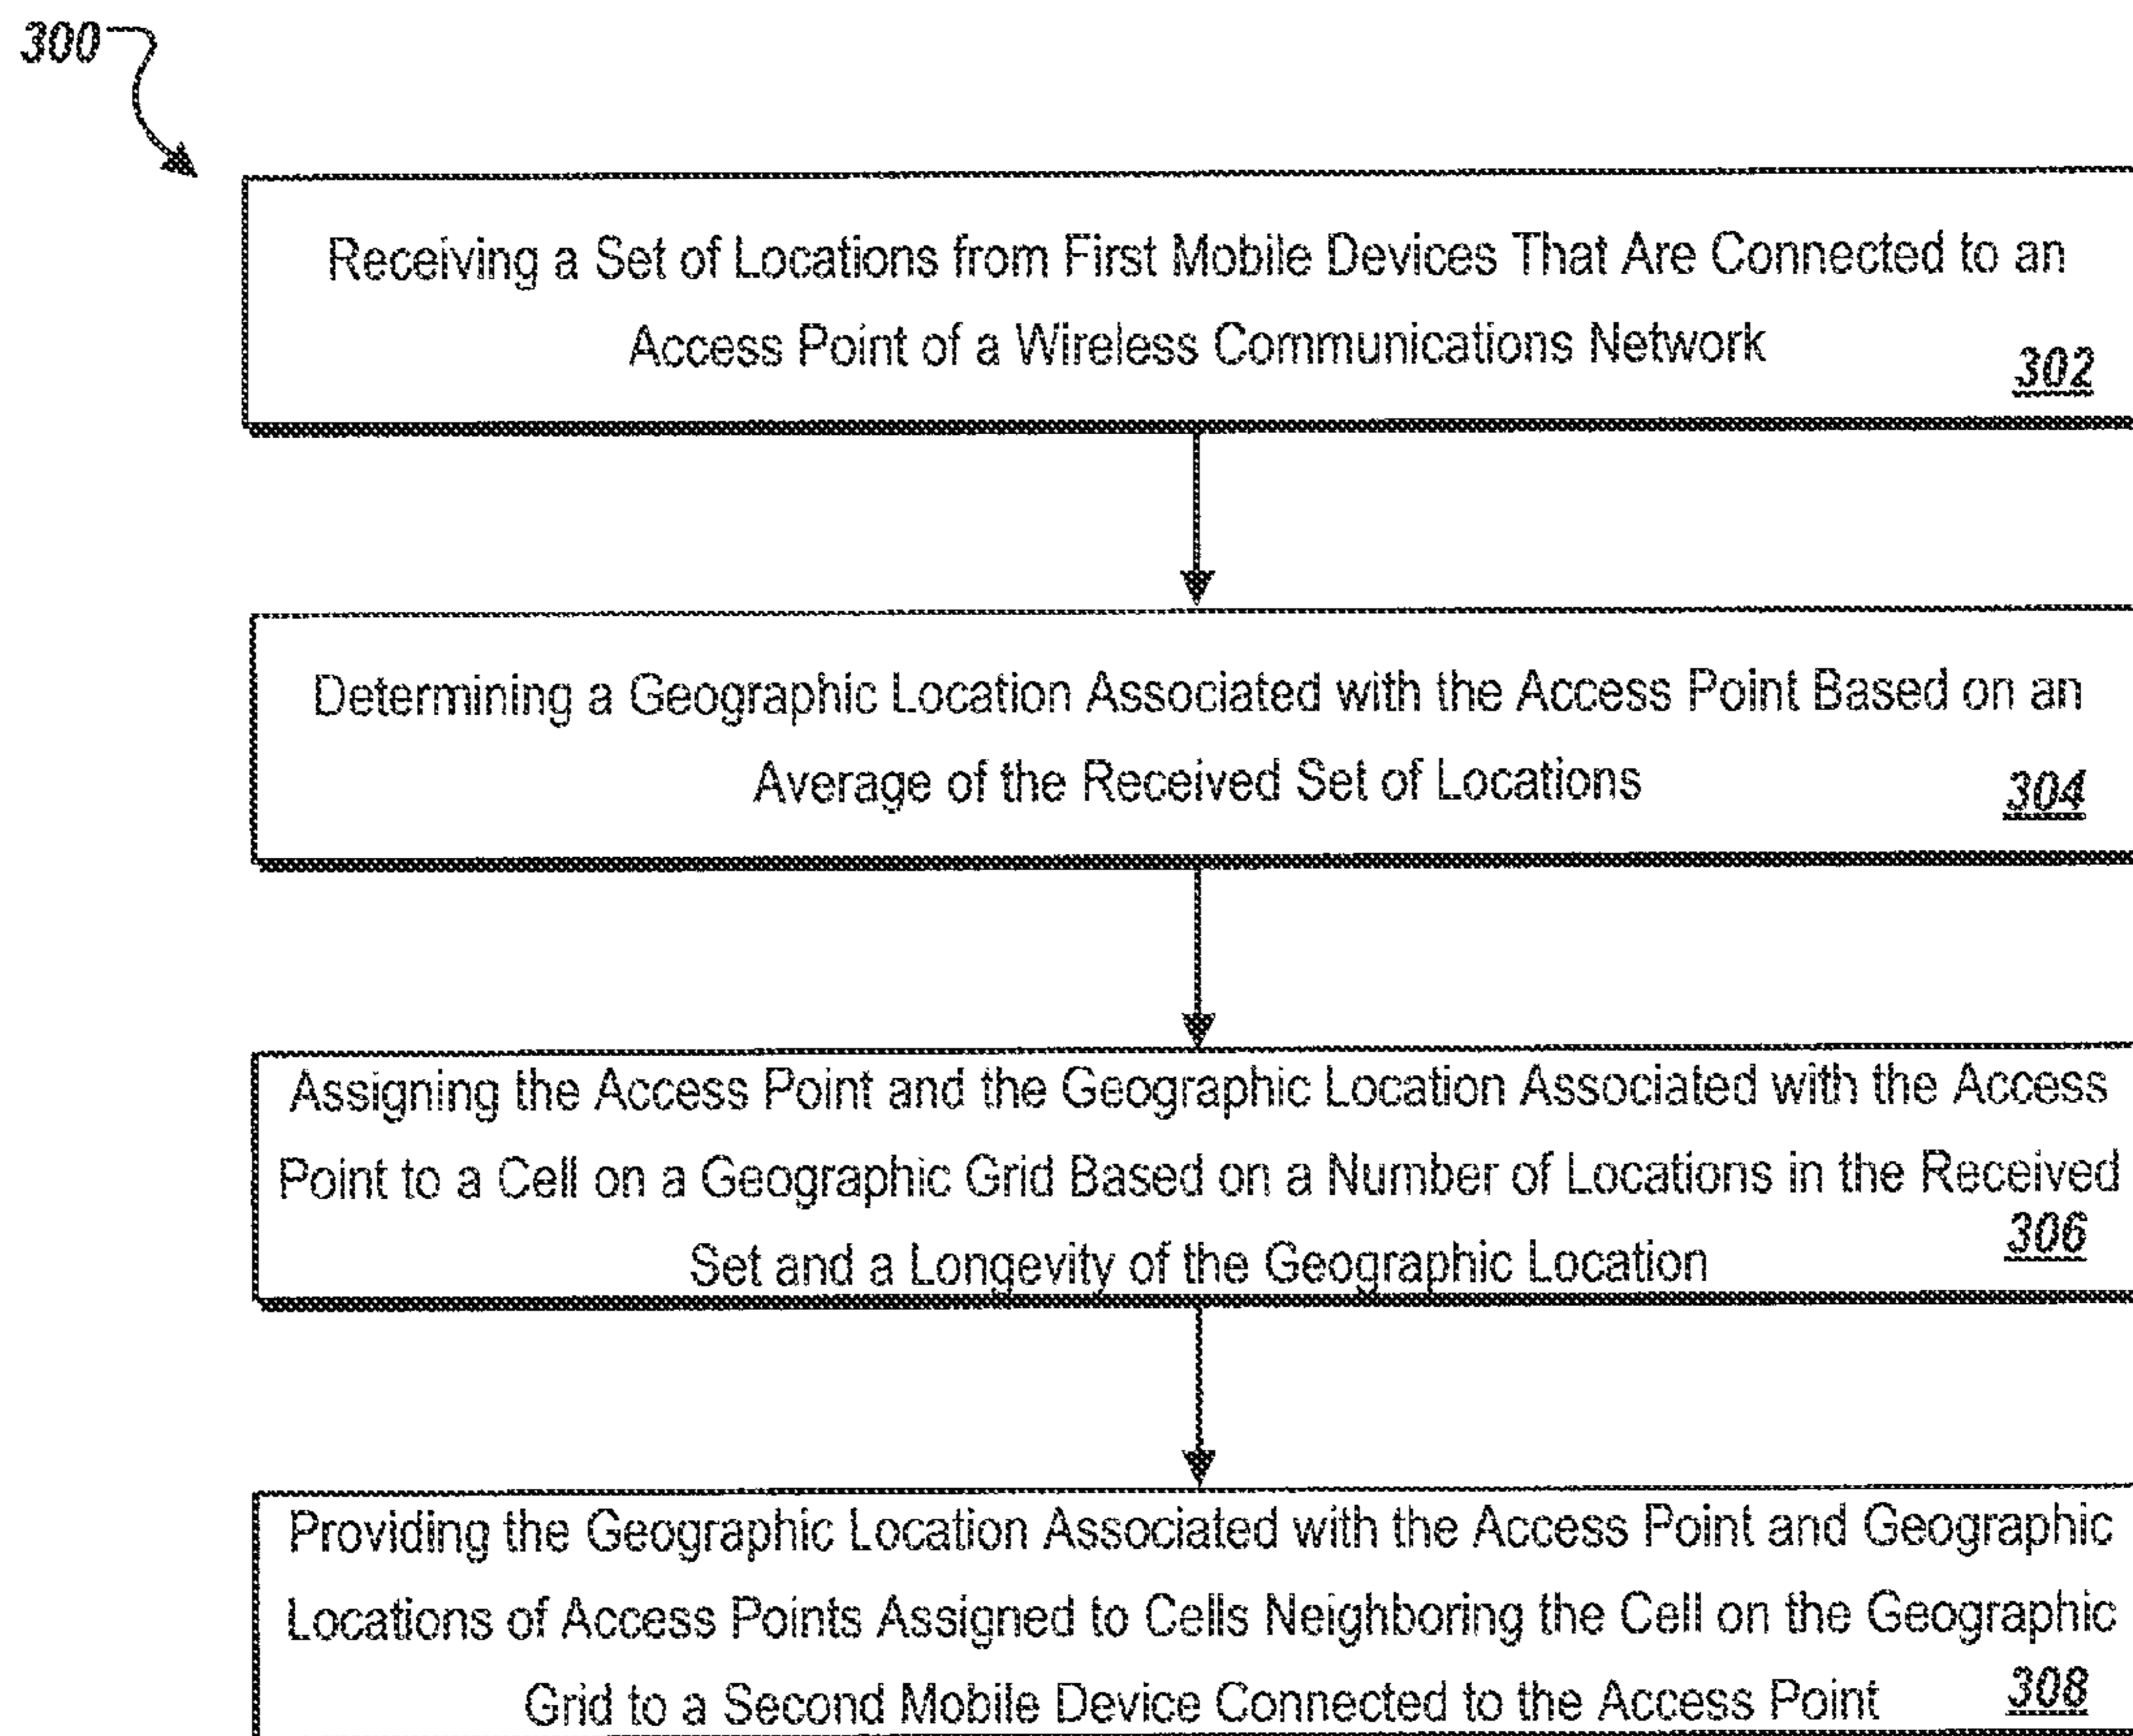 300
Receiving a Set of Locations from First Mobile Devices That Are Connected to an
Access Point of a Wireless Communications Network
302
Determining a Geographic Location Associated with the Access Point Based on an
Average of the Received Set of Locations
304
Assigning the Access Point and the Geographic Location Associated with the Access
Point to a Cell on a Geographic Grid Based on a Number of Locations in the Received
Set and a Longevity of the Geographic Location
306
Providing the Geographic Location Associated with the Access Point and Geographic
Locations of Access Points Assigned to Cells Neighboring the Cell on the Geographic
Grid to a Second Mobile Device Connected to the Access Point
308